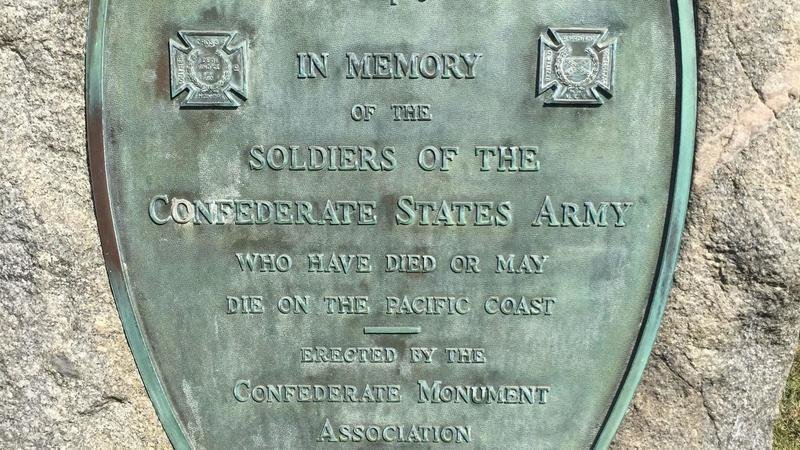 IN MEMORY
OF THE
SOLDIERS OF THE
CONFEDERATE STATES ARMY
WHO HAVE DIED OR MAY
DIE ON THE PACIFIC COAST
ERECTED BY THE
CONFEDERATE MONUMENT
ASSOCIATION